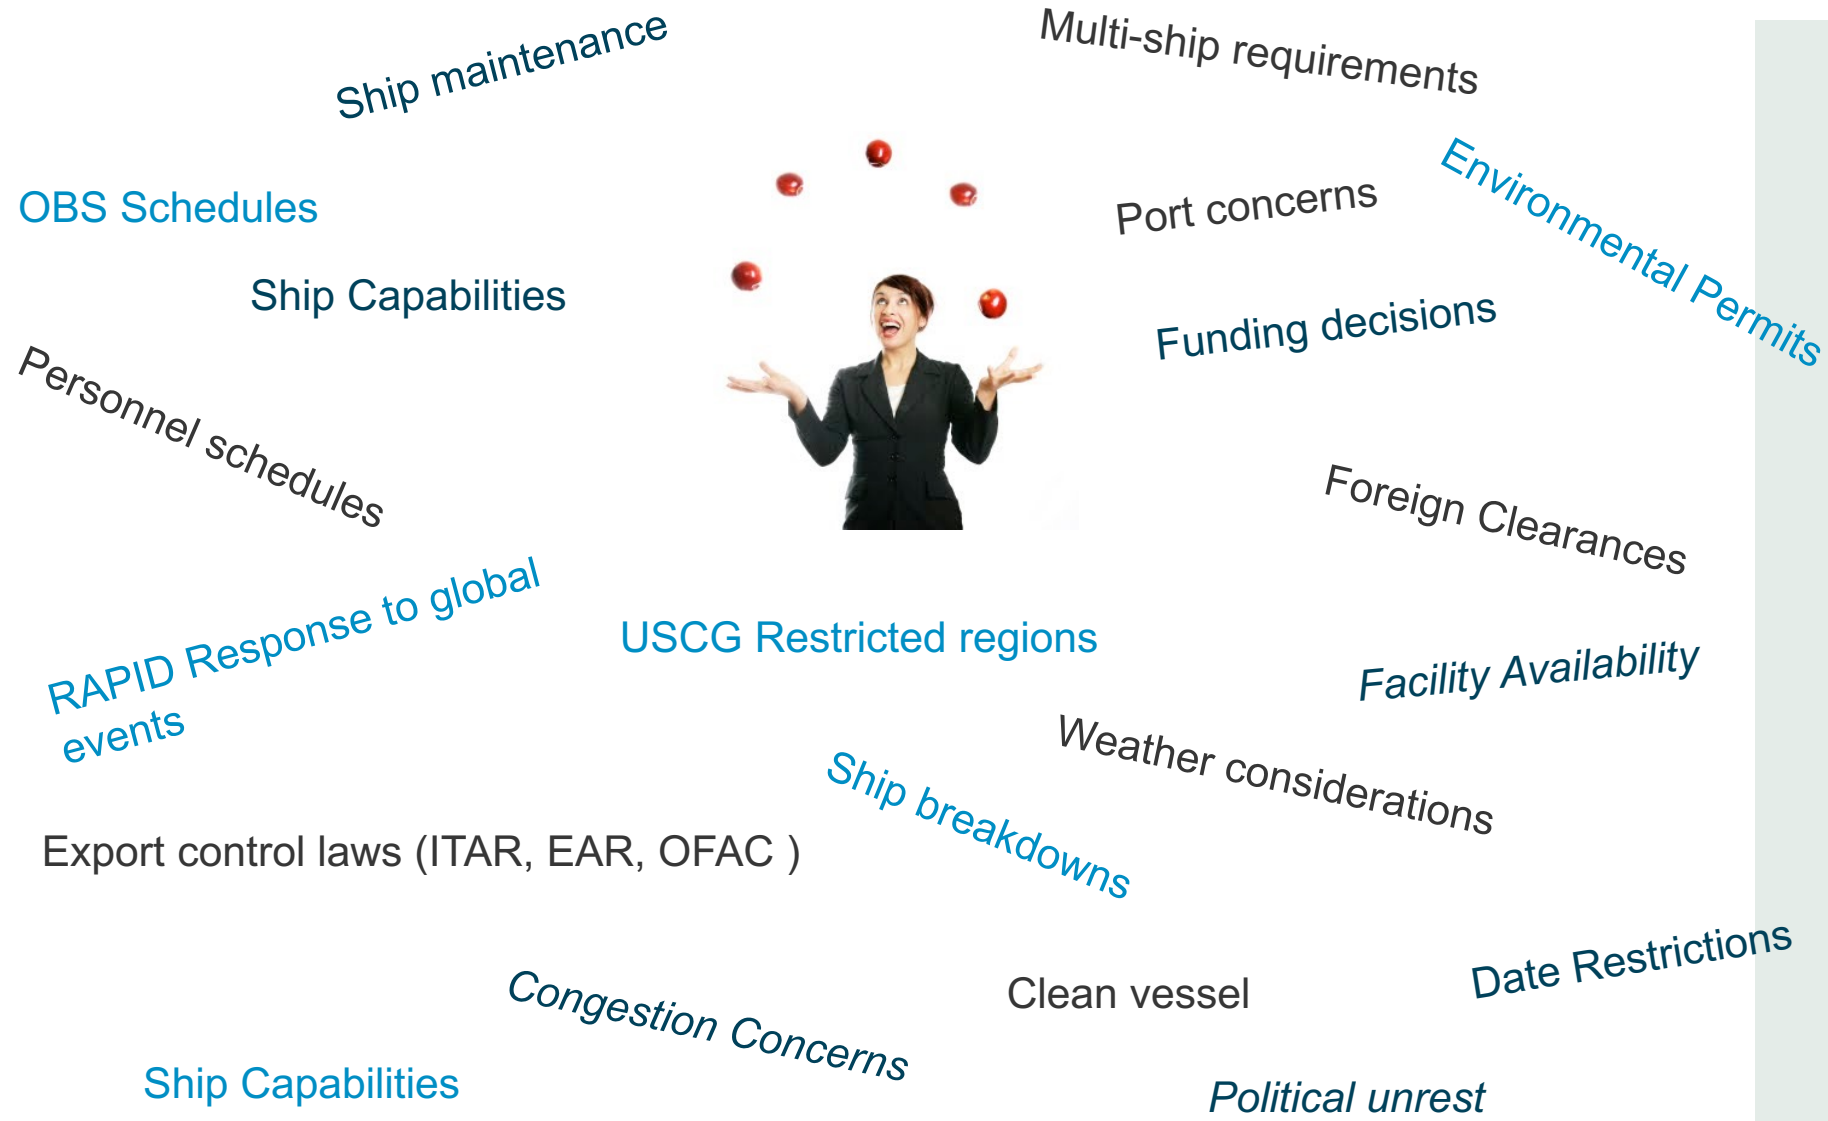 Ship maintenance
Multi-ship requirements
OBS Schedules
Port concerns
Environmental Permits
Ship Capabilities
Funding decisions
Personnel schedules
Foreign Clearances
RAPID Response to global
events
USCG Restricted regions
Facility Availability
Weather considerations
Ship breakdowns
Export control laws (ITAR, EAR, OFAC )
Date Restrictions
Congestion Concerns
Clean vessel
Ship Capabilities
Political unrest